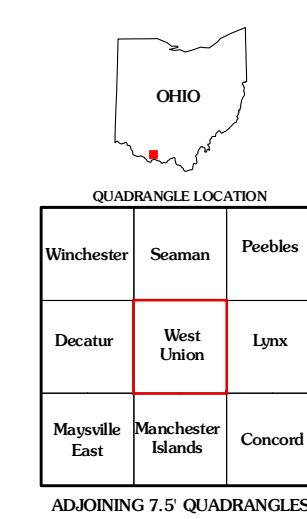 OHIO
QUADRANGLE LOCATION
Winchester Seaman Peebles
Decatur West Union Lynx
Maysville East Manchester Islands Concord
ADJOINING 7.5' QUADRANGLES